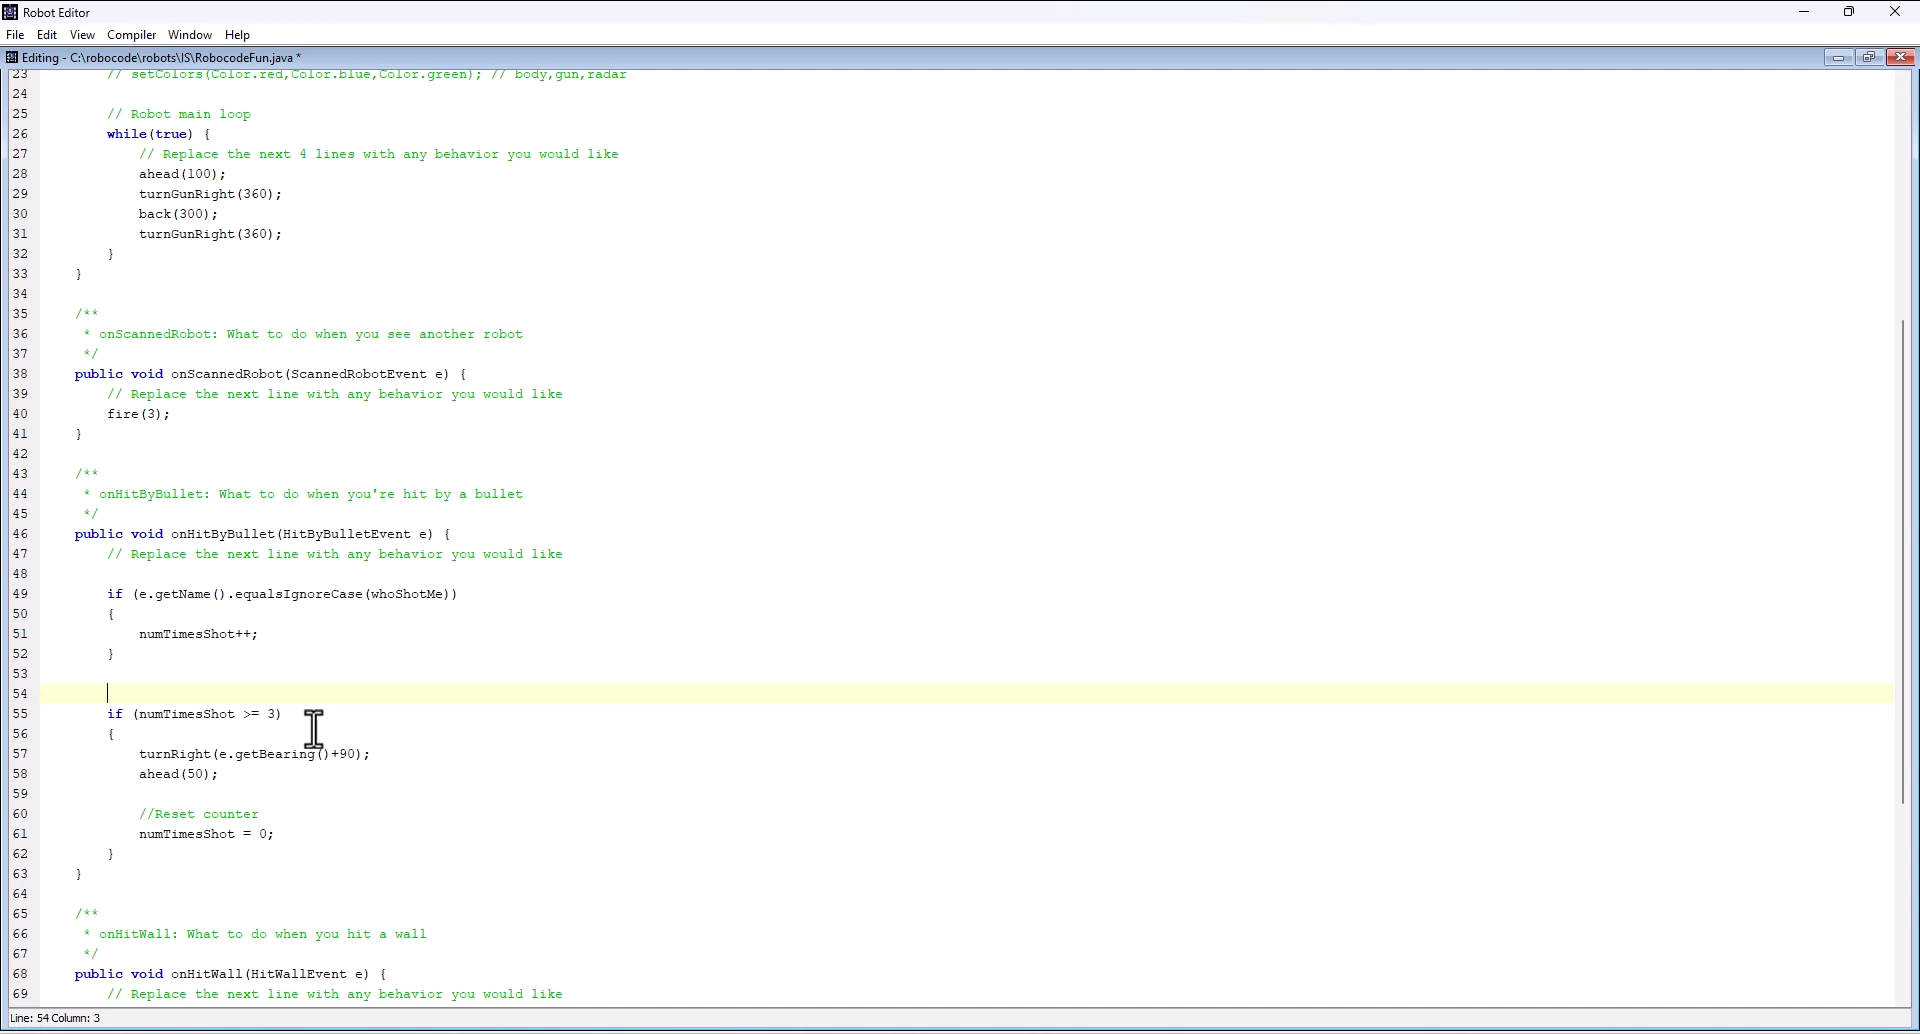 Robot Editor
File Edit View Compiler Window Help
Editing - C:\robocode\robots\IS\RobocodeFun.java *
23 // setColors(Color.red,Color.blue,Color.green); // body,gun,radar
24
25 // Robot main loop
26 while(true) {
27 // Replace the next 4 lines with any behavior you would like
28 ahead(100);
29 turnGunRight(360);
30 back(300);
31 turnGunRight(360);
32 }
33 }
34
35 /**
36 * onScannedRobot: What to do when you see another robot
37 */
38 public void onScannedRobot(ScannedRobotEvent e) {
39 // Replace the next line with any behavior you would like
40 fire(3);
41 }
42
43 /**
44 * onHitByBullet: What to do when you're hit by a bullet
45 */
46 public void onHitByBullet(HitByBulletEvent e) {
47 // Replace the next line with any behavior you would like
48
49 if (e.getName().equalsIgnoreCase(whoShotMe))
50 {
51 numTimesShot++;
52 }
53
54
55 if (numTimesShot >= 3)
56 {
57 turnRight(e.getBearing()+90);
58 ahead(50);
59
60 //Reset counter
61 numTimesShot = 0;
62 }
63 }
64
65 /**
66 * onHitWall: What to do when you hit a wall
67 */
68 public void onHitWall(HitWallEvent e) {
69 // Replace the next line with any behavior you would like
Line: 54 Column: 3